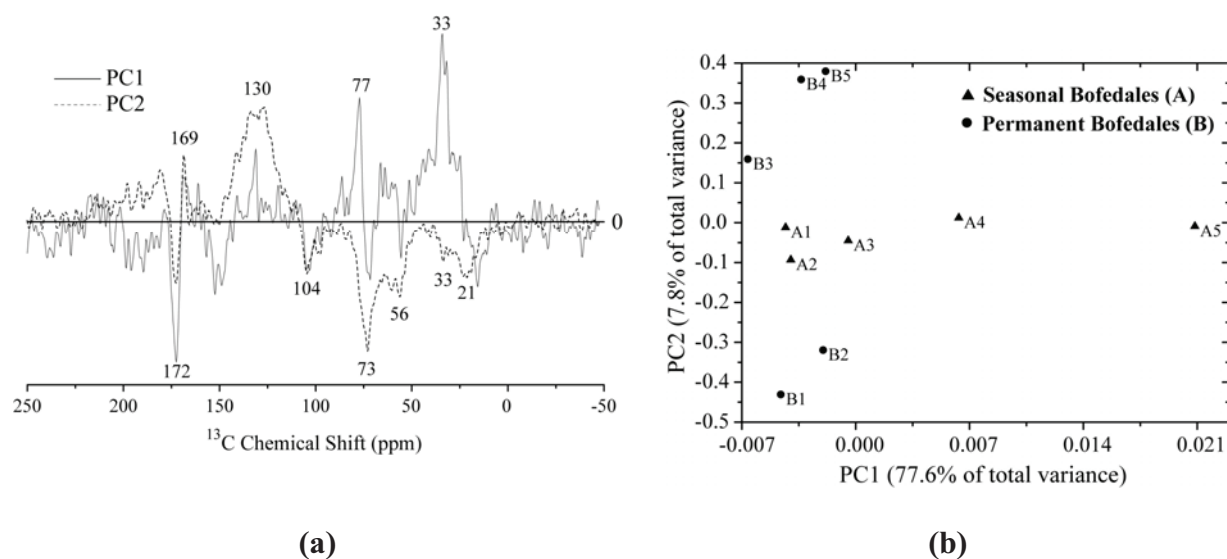 PC1
PC2
33
77
130
169
0
104
33
21
56
73
172
250 200 150 100 50 0 -50
13C Chemical Shift (ppm)
(a)
0.4
0.3
0.2
0.1
0.0
-0.1
-0.2
-0.3
-0.4
-0.5
PC2 (7.8% of total variance)
Seasonal Bofedales (A)
Permanent Bofedales (B)
B4
B5
B3
A1
A2
A3
A4
A5
B2
B1
-0.007 0.000 0.007 0.014 0.021
PC1 (77.6% of total variance)
(b)